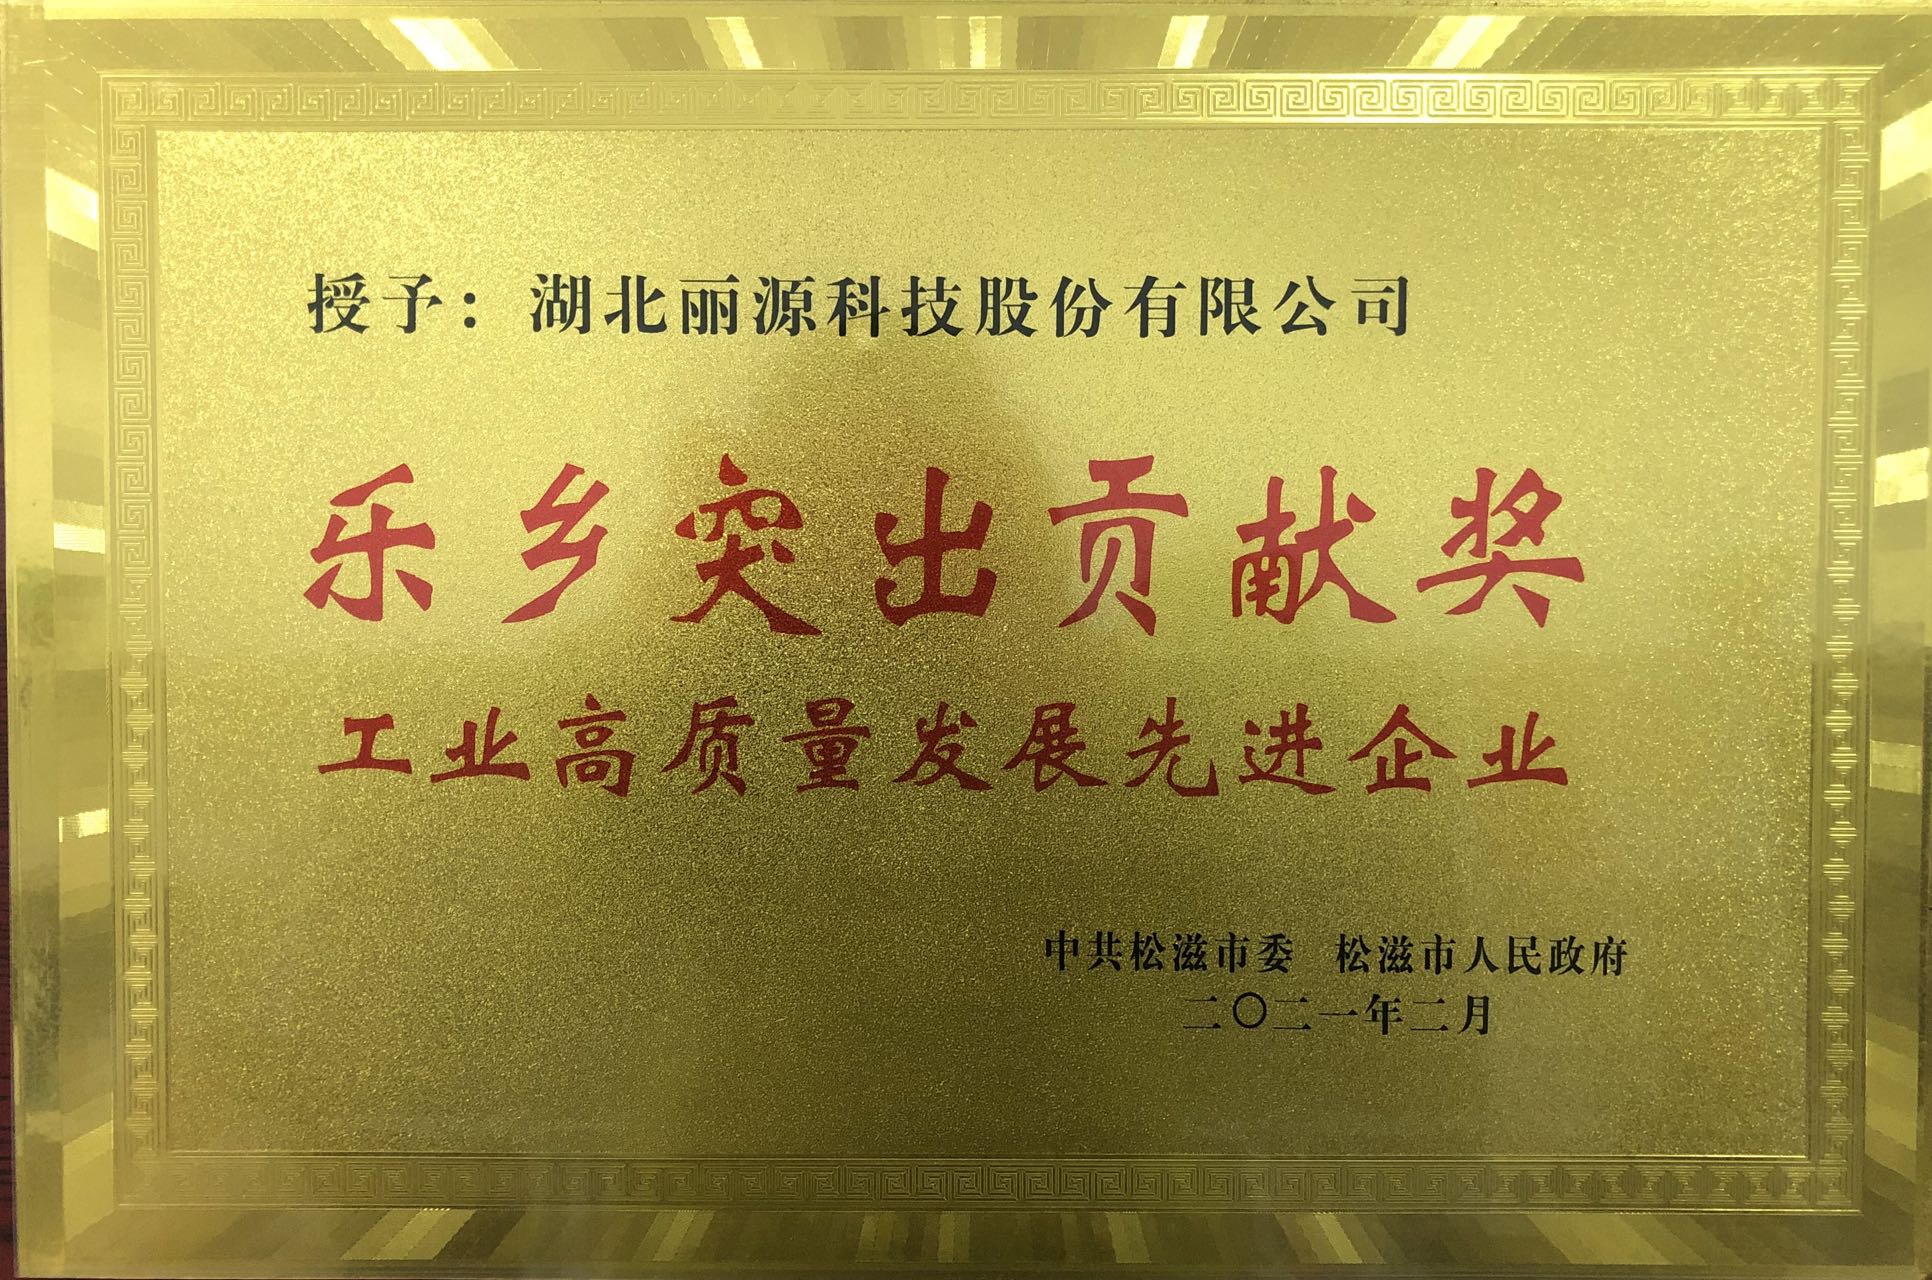 授予：湖北丽源科技股份有限公司
乐乡突出贡献奖
工业高质量发展先进企业
中共松滋市委 松滋市人民政府
二〇二一年二月